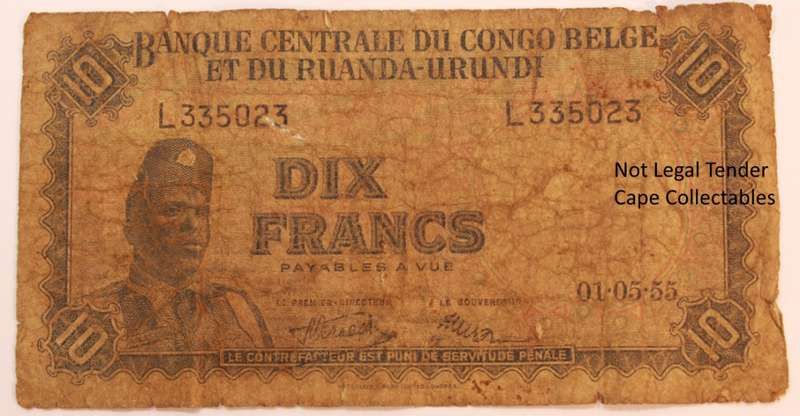 10
BANQUE CENTRALE DU CONGO BELGE
10
ET DU RUANDA-URUNDI
L335023
L335023
DIX
FRANCS
PAYABLES A VUE
Not Legal Tender
Cape Collectables
LE PREMIER-DIRECTEUR
LE GOUVERNEUR
01·05·55
10
10
LE CONTREFACTEUR EST PUNI DE SERVITUDE PÉNALE